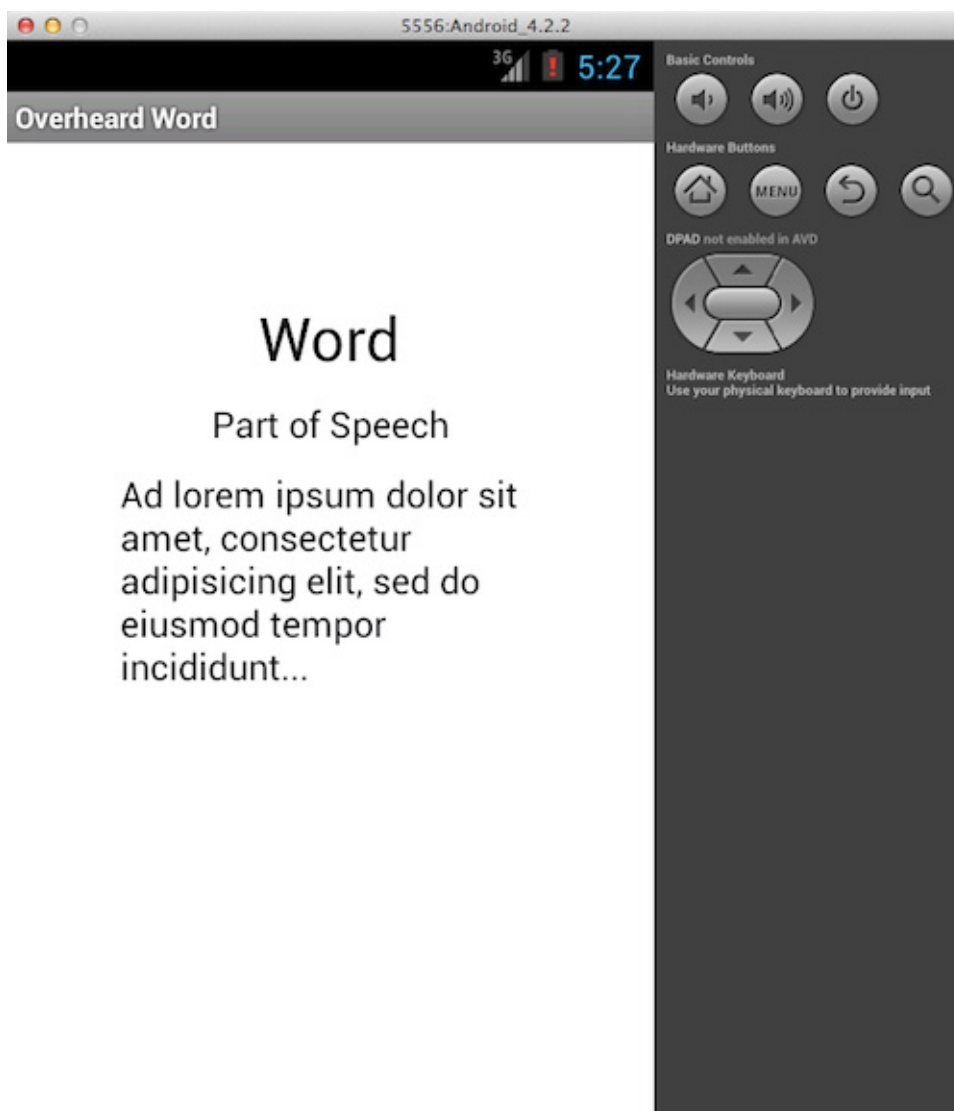 5556:Android_4.2.2
3G
5:27
Overheard Word
Word
Part of Speech
Ad lorem ipsum dolor sit
amet, consectetur
adipisicing elit, sed do
eiusmod tempor
incididunt...
Basic Controls
Hardware Buttons
MENU
DPAD not enabled in AVD
Hardware Keyboard
Use your physical keyboard to provide input